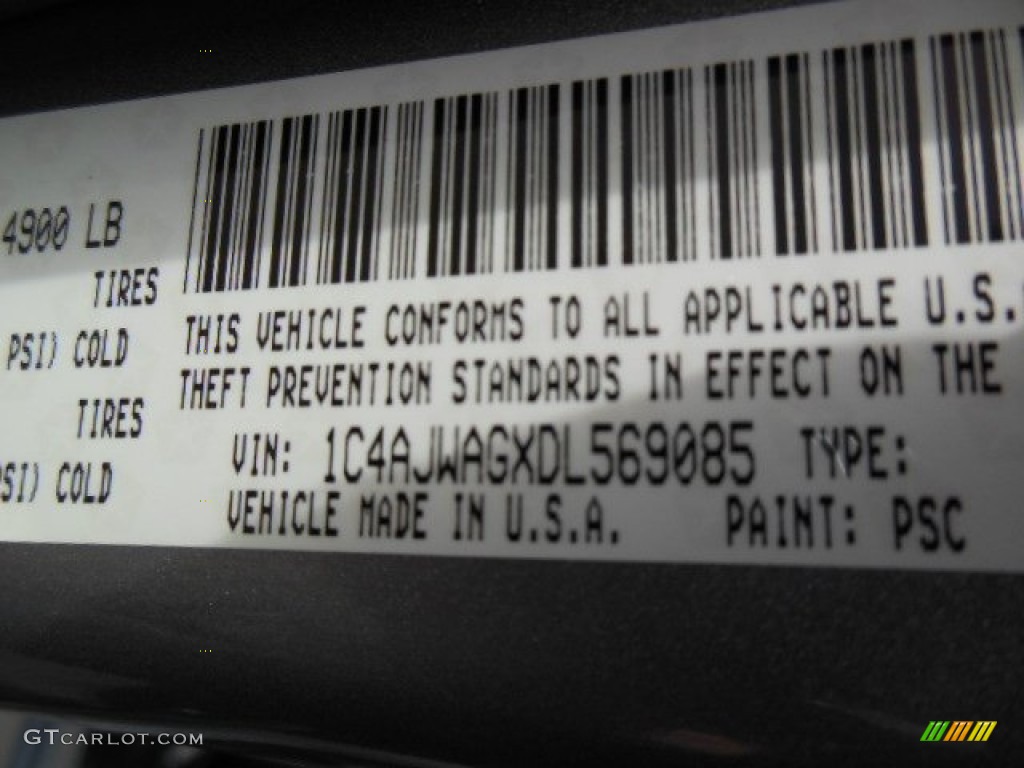 4900 LB
TIRES
PSI) COLD
TIRES
PSI) COLD
THIS VEHICLE CONFORMS TO ALL APPLICABLE U.S.
THEFT PREVENTION STANDARDS IN EFFECT ON THE
VIN: 1C4AJWAGXDL569085 TYPE:
VEHICLE MADE IN U.S.A. PAINT: PSC
GTCARLOT.COM